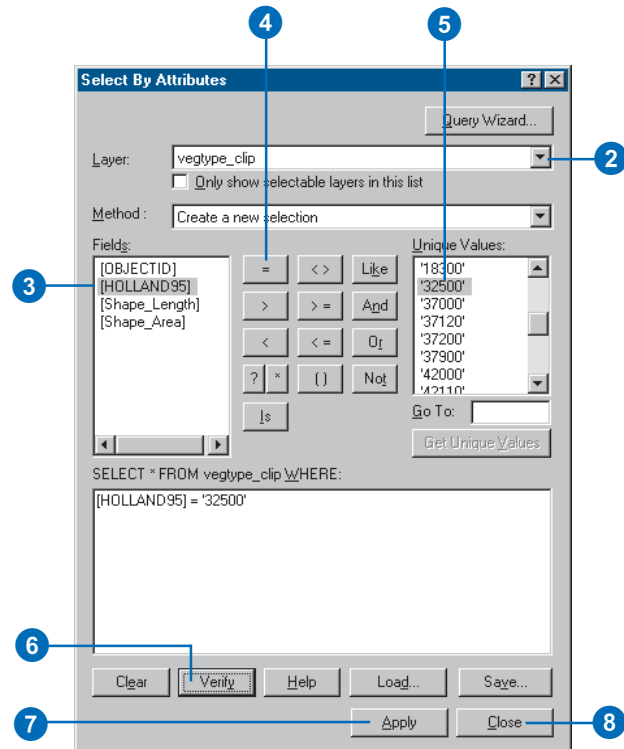 4
5
Select By Attributes
? X
Query Wizard...
Layer: vegtype_clip
2
Only show selectable layers in this list
Method : Create a new selection
Fields:
Unique Values:
3
[OBJECTID]
[HOLLAND95]
[Shape_Length]
[Shape_Area]
= < > Like
> > = And
< < = Or
? * ( ) Not
Is
'18300'
'32500'
'37000'
'37120'
'37200'
'37900'
'42000'
'42110'
Go To:
Get Unique Values
SELECT * FROM vegtype_clip WHERE:
[HOLLAND95] = '32500'
6
Clear Verify Help Load... Save...
7
Apply Close
8